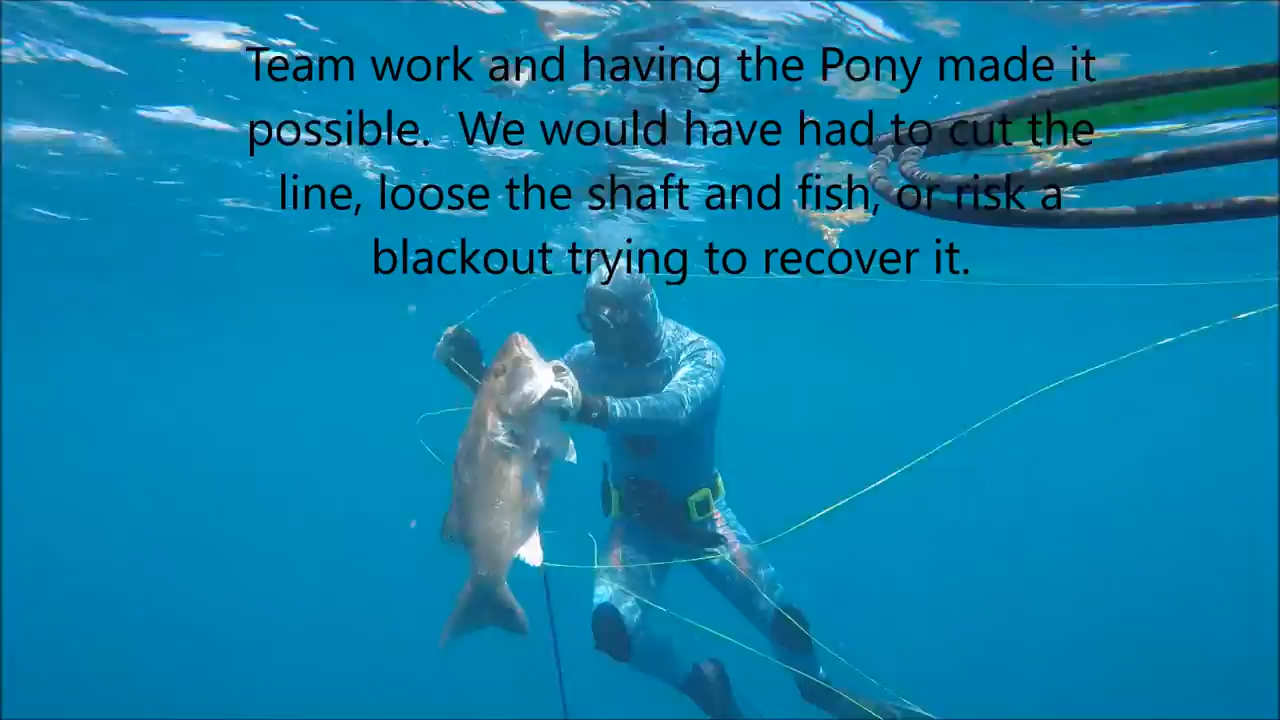 Team work and having the Pony made it
possible.  We would have had to cut the
line, loose the shaft and fish, or risk a
blackout trying to recover it.